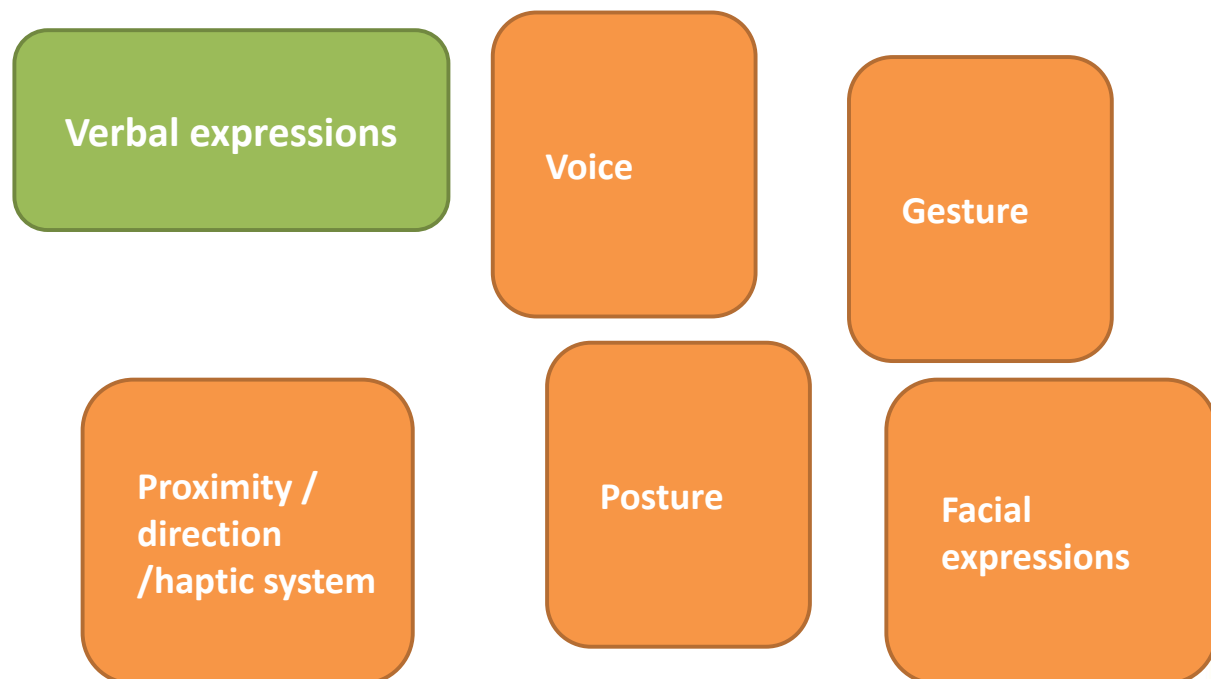 Verbal expressions
Voice
Gesture
Proximity /
direction
/haptic system
Posture
Facial
expressions